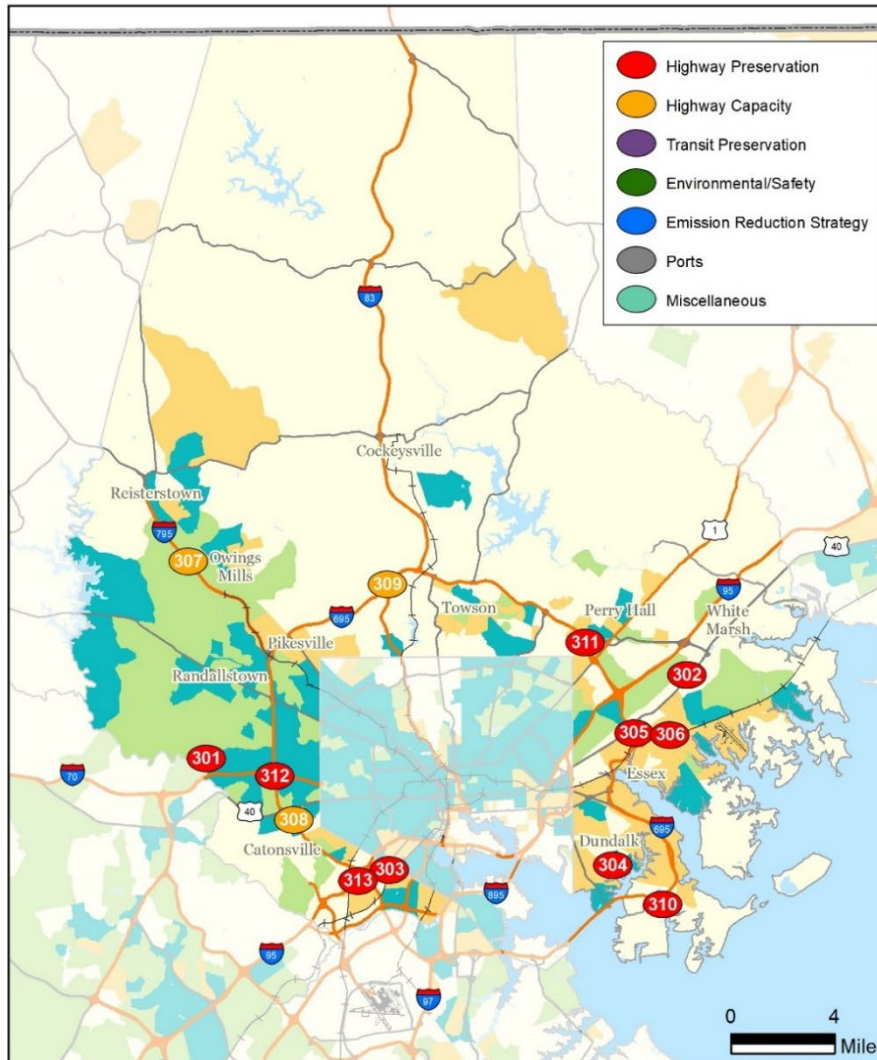 Highway Preservation
Highway Capacity
Transit Preservation
Environmental/Safety
Emission Reduction Strategy
Ports
Miscellaneous
83
Cockeysville
Reisterstown
795
307
Owings
Mills
309
1
40
695
Towson
95
Pikesville
Perry Hall
White
Marsh
311
Randallstown
302
305
306
301
70
312
Essex
40
308
695
Catonsville
Dundalk
303
304
313
895
310
95
97
0
4
Mile